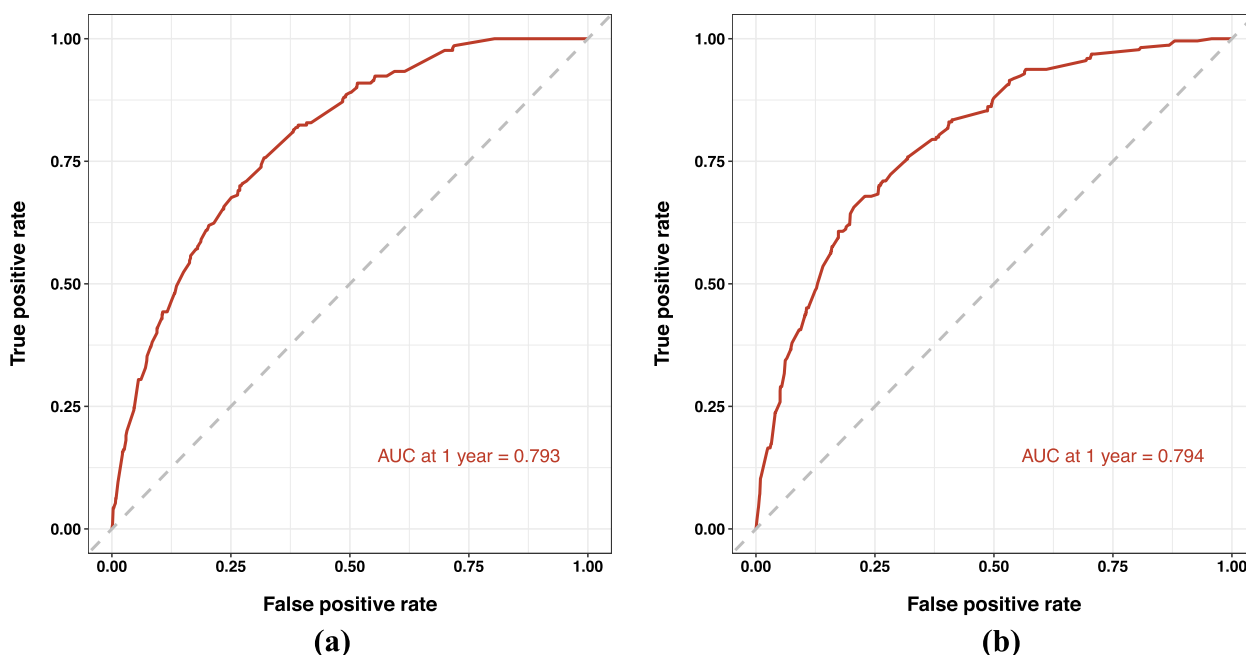 1.00
0.75
0.50
0.25
0.00
True positive rate
AUC at 1 year = 0.793
0.00 0.25 0.50 0.75 1.00
False positive rate
(a)
1.00
0.75
0.50
0.25
0.00
True positive rate
AUC at 1 year = 0.794
0.00 0.25 0.50 0.75 1.00
False positive rate
(b)